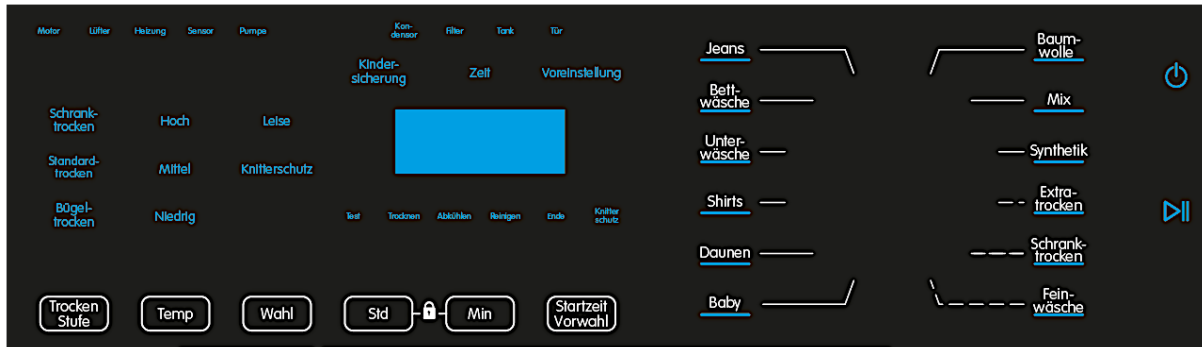 Motor Lüfter Heizung Sensor Pumpe
Kon-
densor Filter Tank Tür
Kinder-
sicherung Zeit Voreinstellung
Schrank-
trocken Hoch Leise
Standard-
trocken Mittel Knitterschutz
Bügel-
trocken Niedrig
Test Trocknen Abkühlen Reinigen Ende Knitter
schutz
Trocken
Stufe
Temp
Wahl
Std
Min
Startzeit
Vorwahl
Jeans
Bett-
wäsche
Unter-
wäsche
Shirts
Daunen
Baby
Baum-
wolle
Mix
Synthetik
Extra-
trocken
Schrank-
trocken
Fein-
wäsche